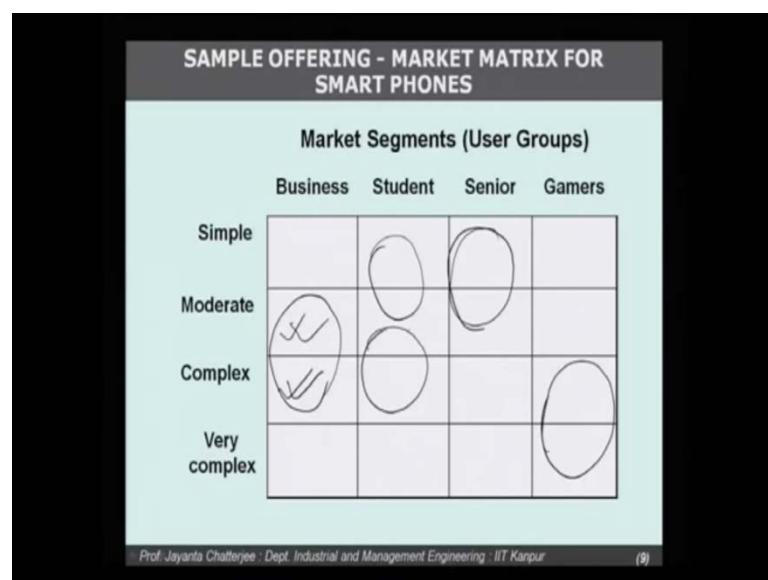 SAMPLE OFFERING - MARKET MATRIX FOR
SMART PHONES
Market Segments (User Groups)
Business Student Senior Gamers
Simple
Moderate
Complex
Very
complex
Prof. Jayanta Chatterjee : Dept. Industrial and Management Engineering : IIT Kanpur (9)